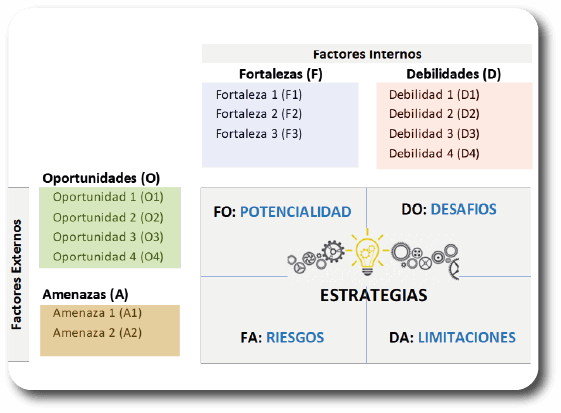 Factores Internos
Fortalezas (F)
Debilidades (D)
Fortaleza 1 (F1)
Fortaleza 2 (F2)
Fortaleza 3 (F3)
Debilidad 1 (D1)
Debilidad 2 (D2)
Debilidad 3 (D3)
Debilidad 4 (D4)
Factores Externos
Oportunidades (O)
Oportunidad 1 (O1)
Oportunidad 2 (O2)
Oportunidad 3 (O3)
Oportunidad 4 (O4)
Amenazas (A)
Amenaza 1 (A1)
Amenaza 2 (A2)
FO: POTENCIALIDAD
DO: DESAFIOS
ESTRATEGIAS
FA: RIESGOS
DA: LIMITACIONES